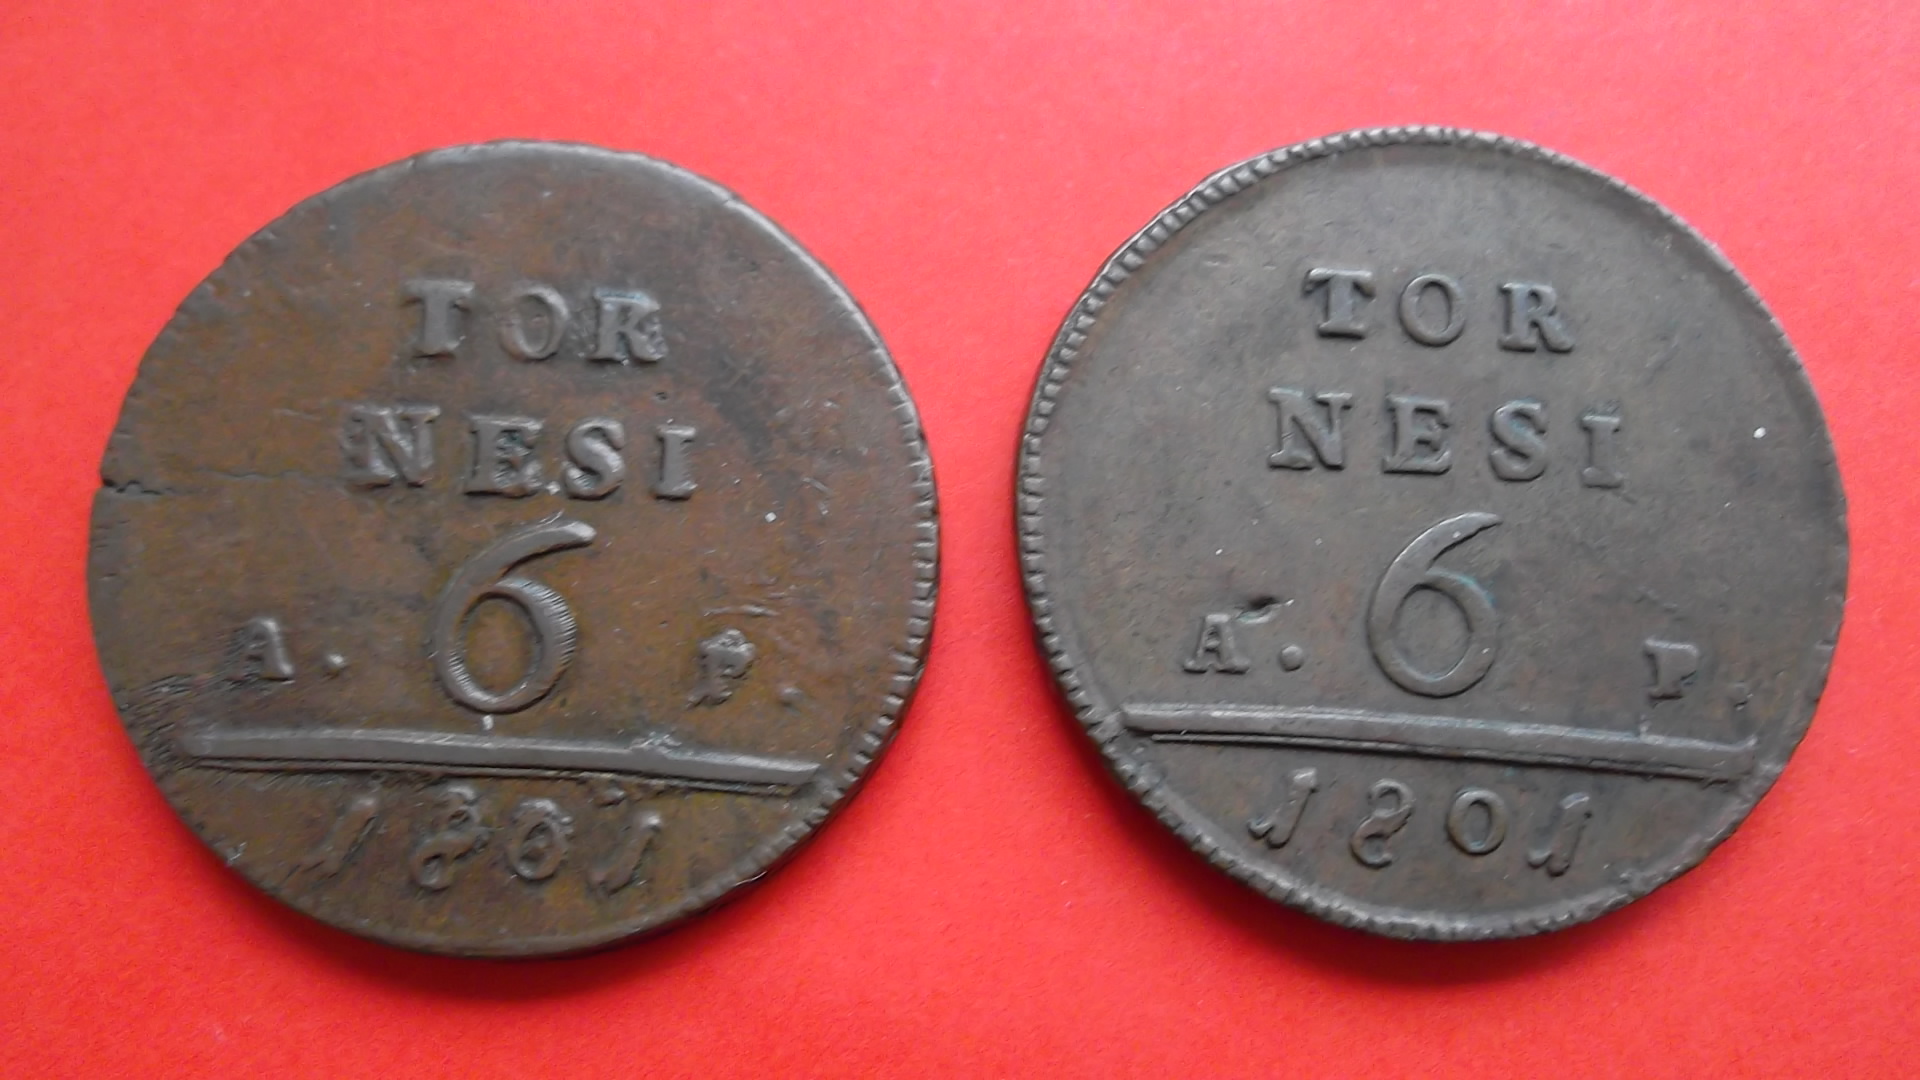 TOR
NESI
6
A. P.
1801
TOR
NESI
6
A. P.
1801